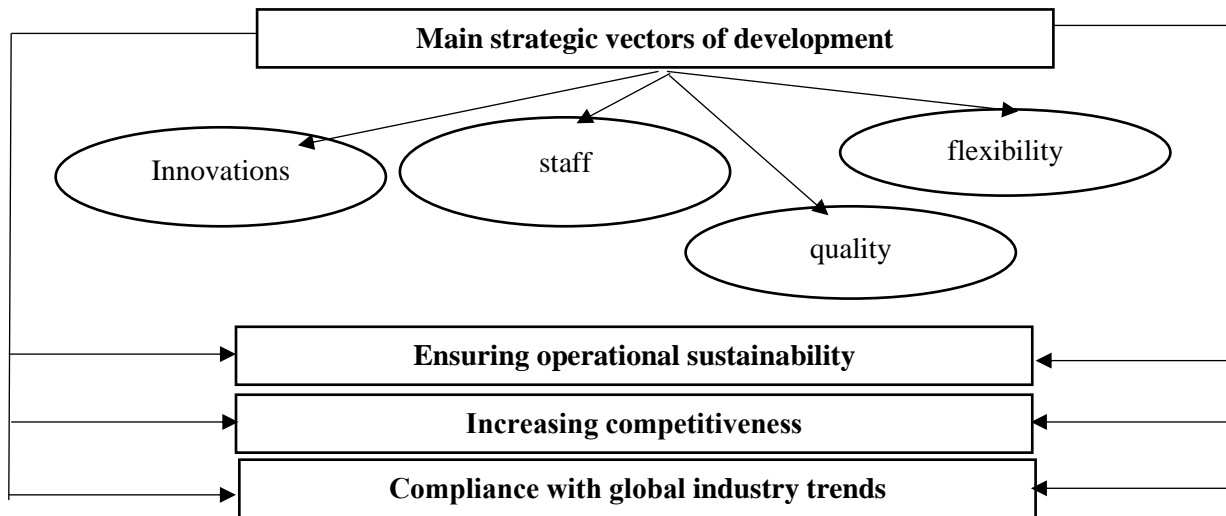 Main strategic vectors of development
Innovations
staff
flexibility
quality
Ensuring operational sustainability
Increasing competitiveness
Compliance with global industry trends